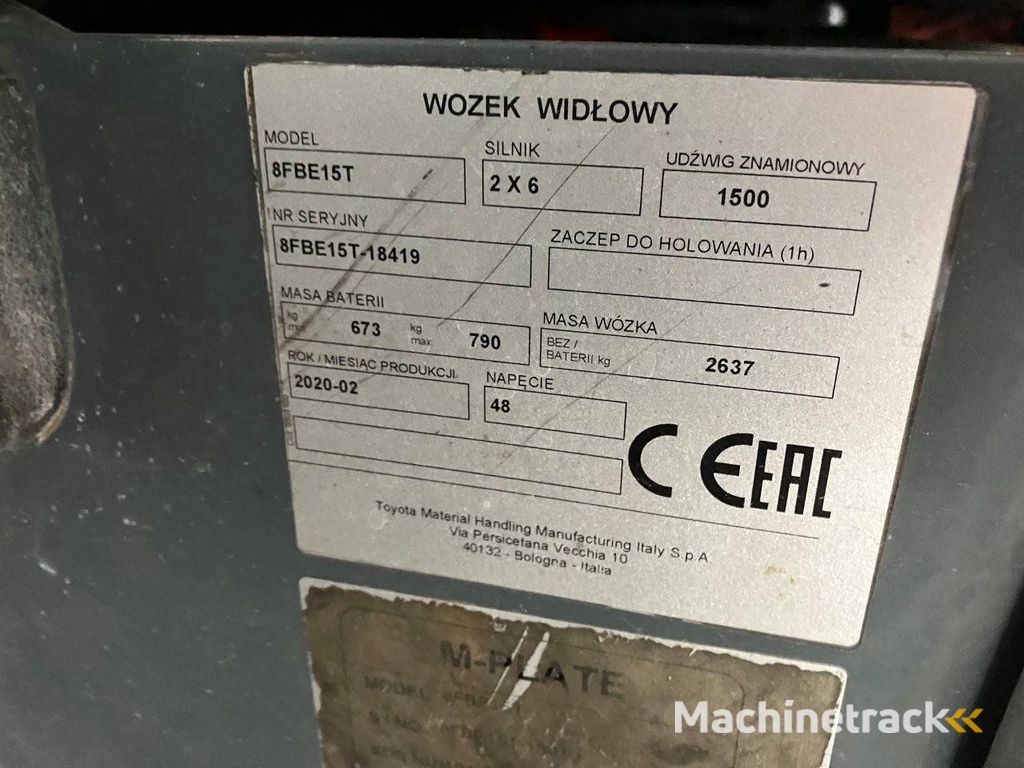 WOZEK WIDŁOWY
MODEL
8FBE15T
SILNIK
2 X 6
UDŹWIG ZNAMIONOWY
1500
NR SERYJNY
8FBE15T-18419
ZACZEP DO HOLOWANIA (1h)
MASA BATERII
kg min 673 kg max 790
MASA WÓZKA
BEZ /
BATERII kg 2637
ROK / MIESIĄC PRODUKCJI
2020-02
NAPĘCIE
48
CE EAC
Toyota Material Handling Manufacturing Italy S.p.A.
Via Persicetana Vecchia 10
40132 - Bologna - Italia
M-PLATE
MODEL
Machinetrack